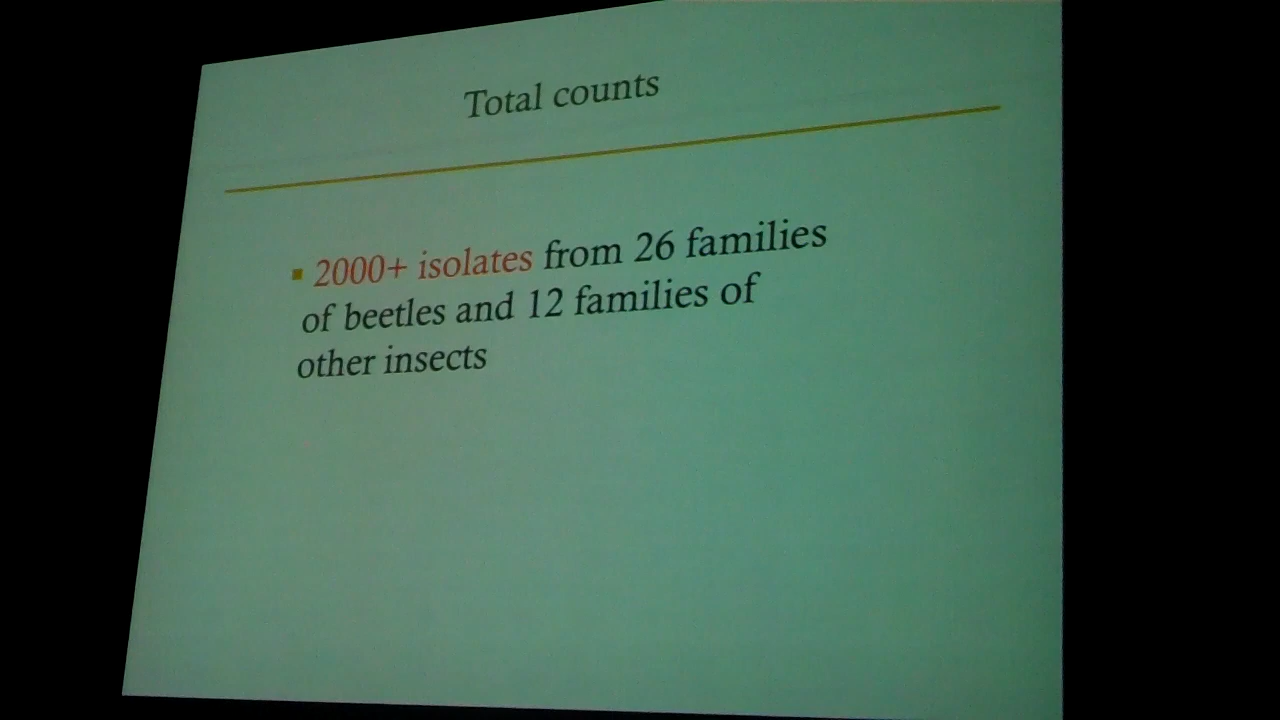 Total counts
2000+ isolates from 26 families
of beetles and 12 families of
other insects